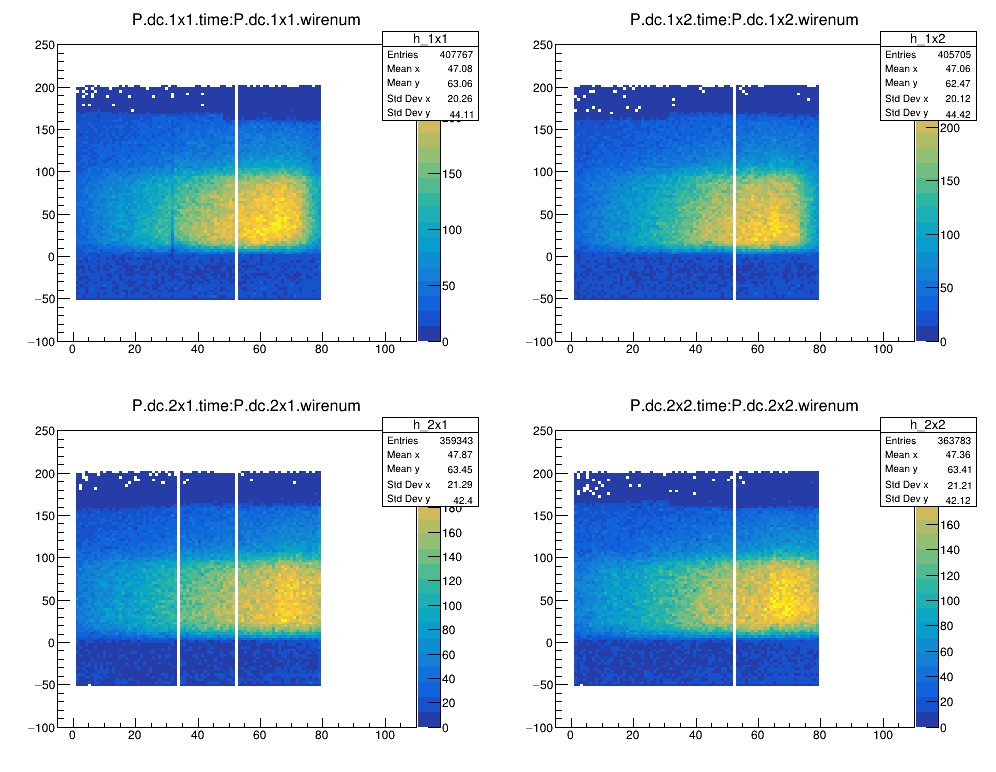 P.dc.1x1.time:P.dc.1x1.wirenum
h_1x1
Entries 407767
Mean x 47.08
Mean y 63.06
Std Dev x 20.26
Std Dev y 44.11
250
200
150
100
50
0
−50
−100
0 20 40 60 80 100
150
100
50
0
P.dc.1x2.time:P.dc.1x2.wirenum
h_1x2
Entries 405705
Mean x 47.06
Mean y 62.47
Std Dev x 20.12
Std Dev y 44.42
250
200
150
100
50
0
−50
−100
0 20 40 60 80 100
200
150
100
50
0
P.dc.2x1.time:P.dc.2x1.wirenum
h_2x1
Entries 359343
Mean x 47.87
Mean y 63.45
Std Dev x 21.29
Std Dev y 42.4
250
200
150
100
50
0
−50
−100
0 20 40 60 80 100
180
160
140
120
100
80
60
40
20
0
P.dc.2x2.time:P.dc.2x2.wirenum
h_2x2
Entries 363783
Mean x 47.36
Mean y 63.41
Std Dev x 21.21
Std Dev y 42.12
250
200
150
100
50
0
−50
−100
0 20 40 60 80 100
160
140
120
100
80
60
40
20
0